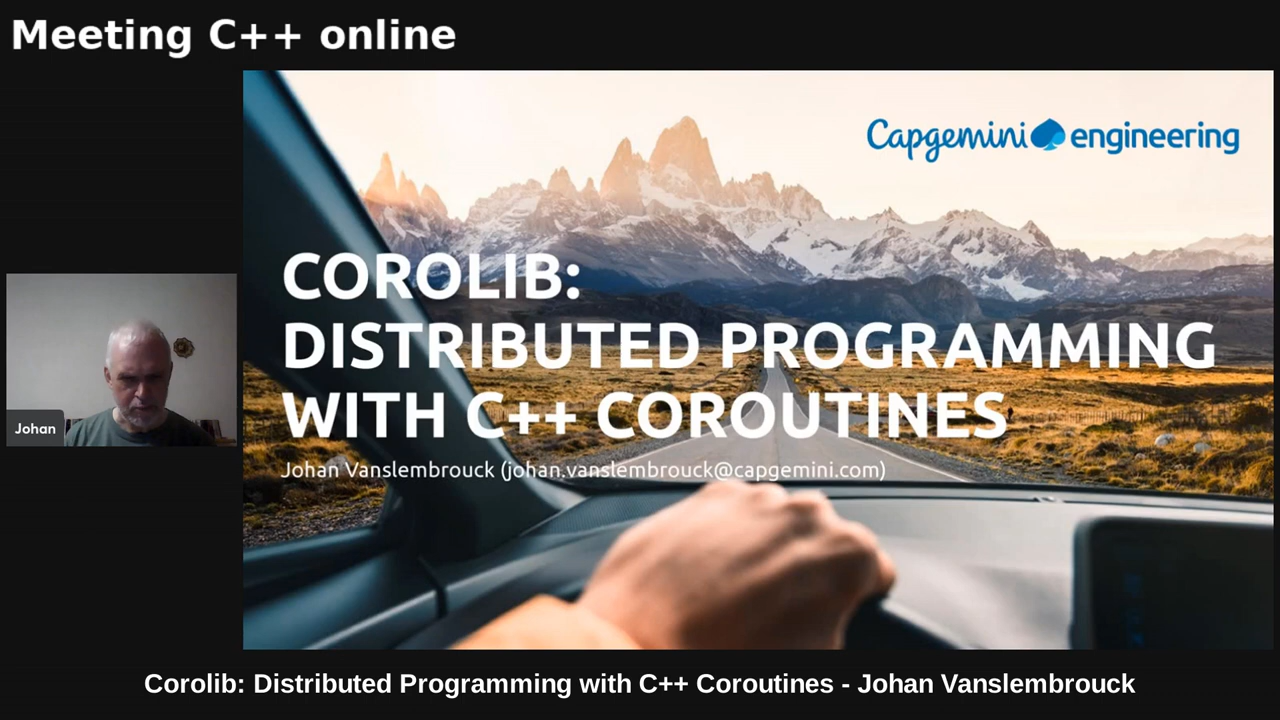 Meeting C++ online
Capgemini engineering
COROLIB:
DISTRIBUTED PROGRAMMING
WITH C++ COROUTINES
Johan Vanslembrouck (johan.vanslembrouck@capgemini.com)
Johan
Corolib: Distributed Programming with C++ Coroutines - Johan Vanslembrouck